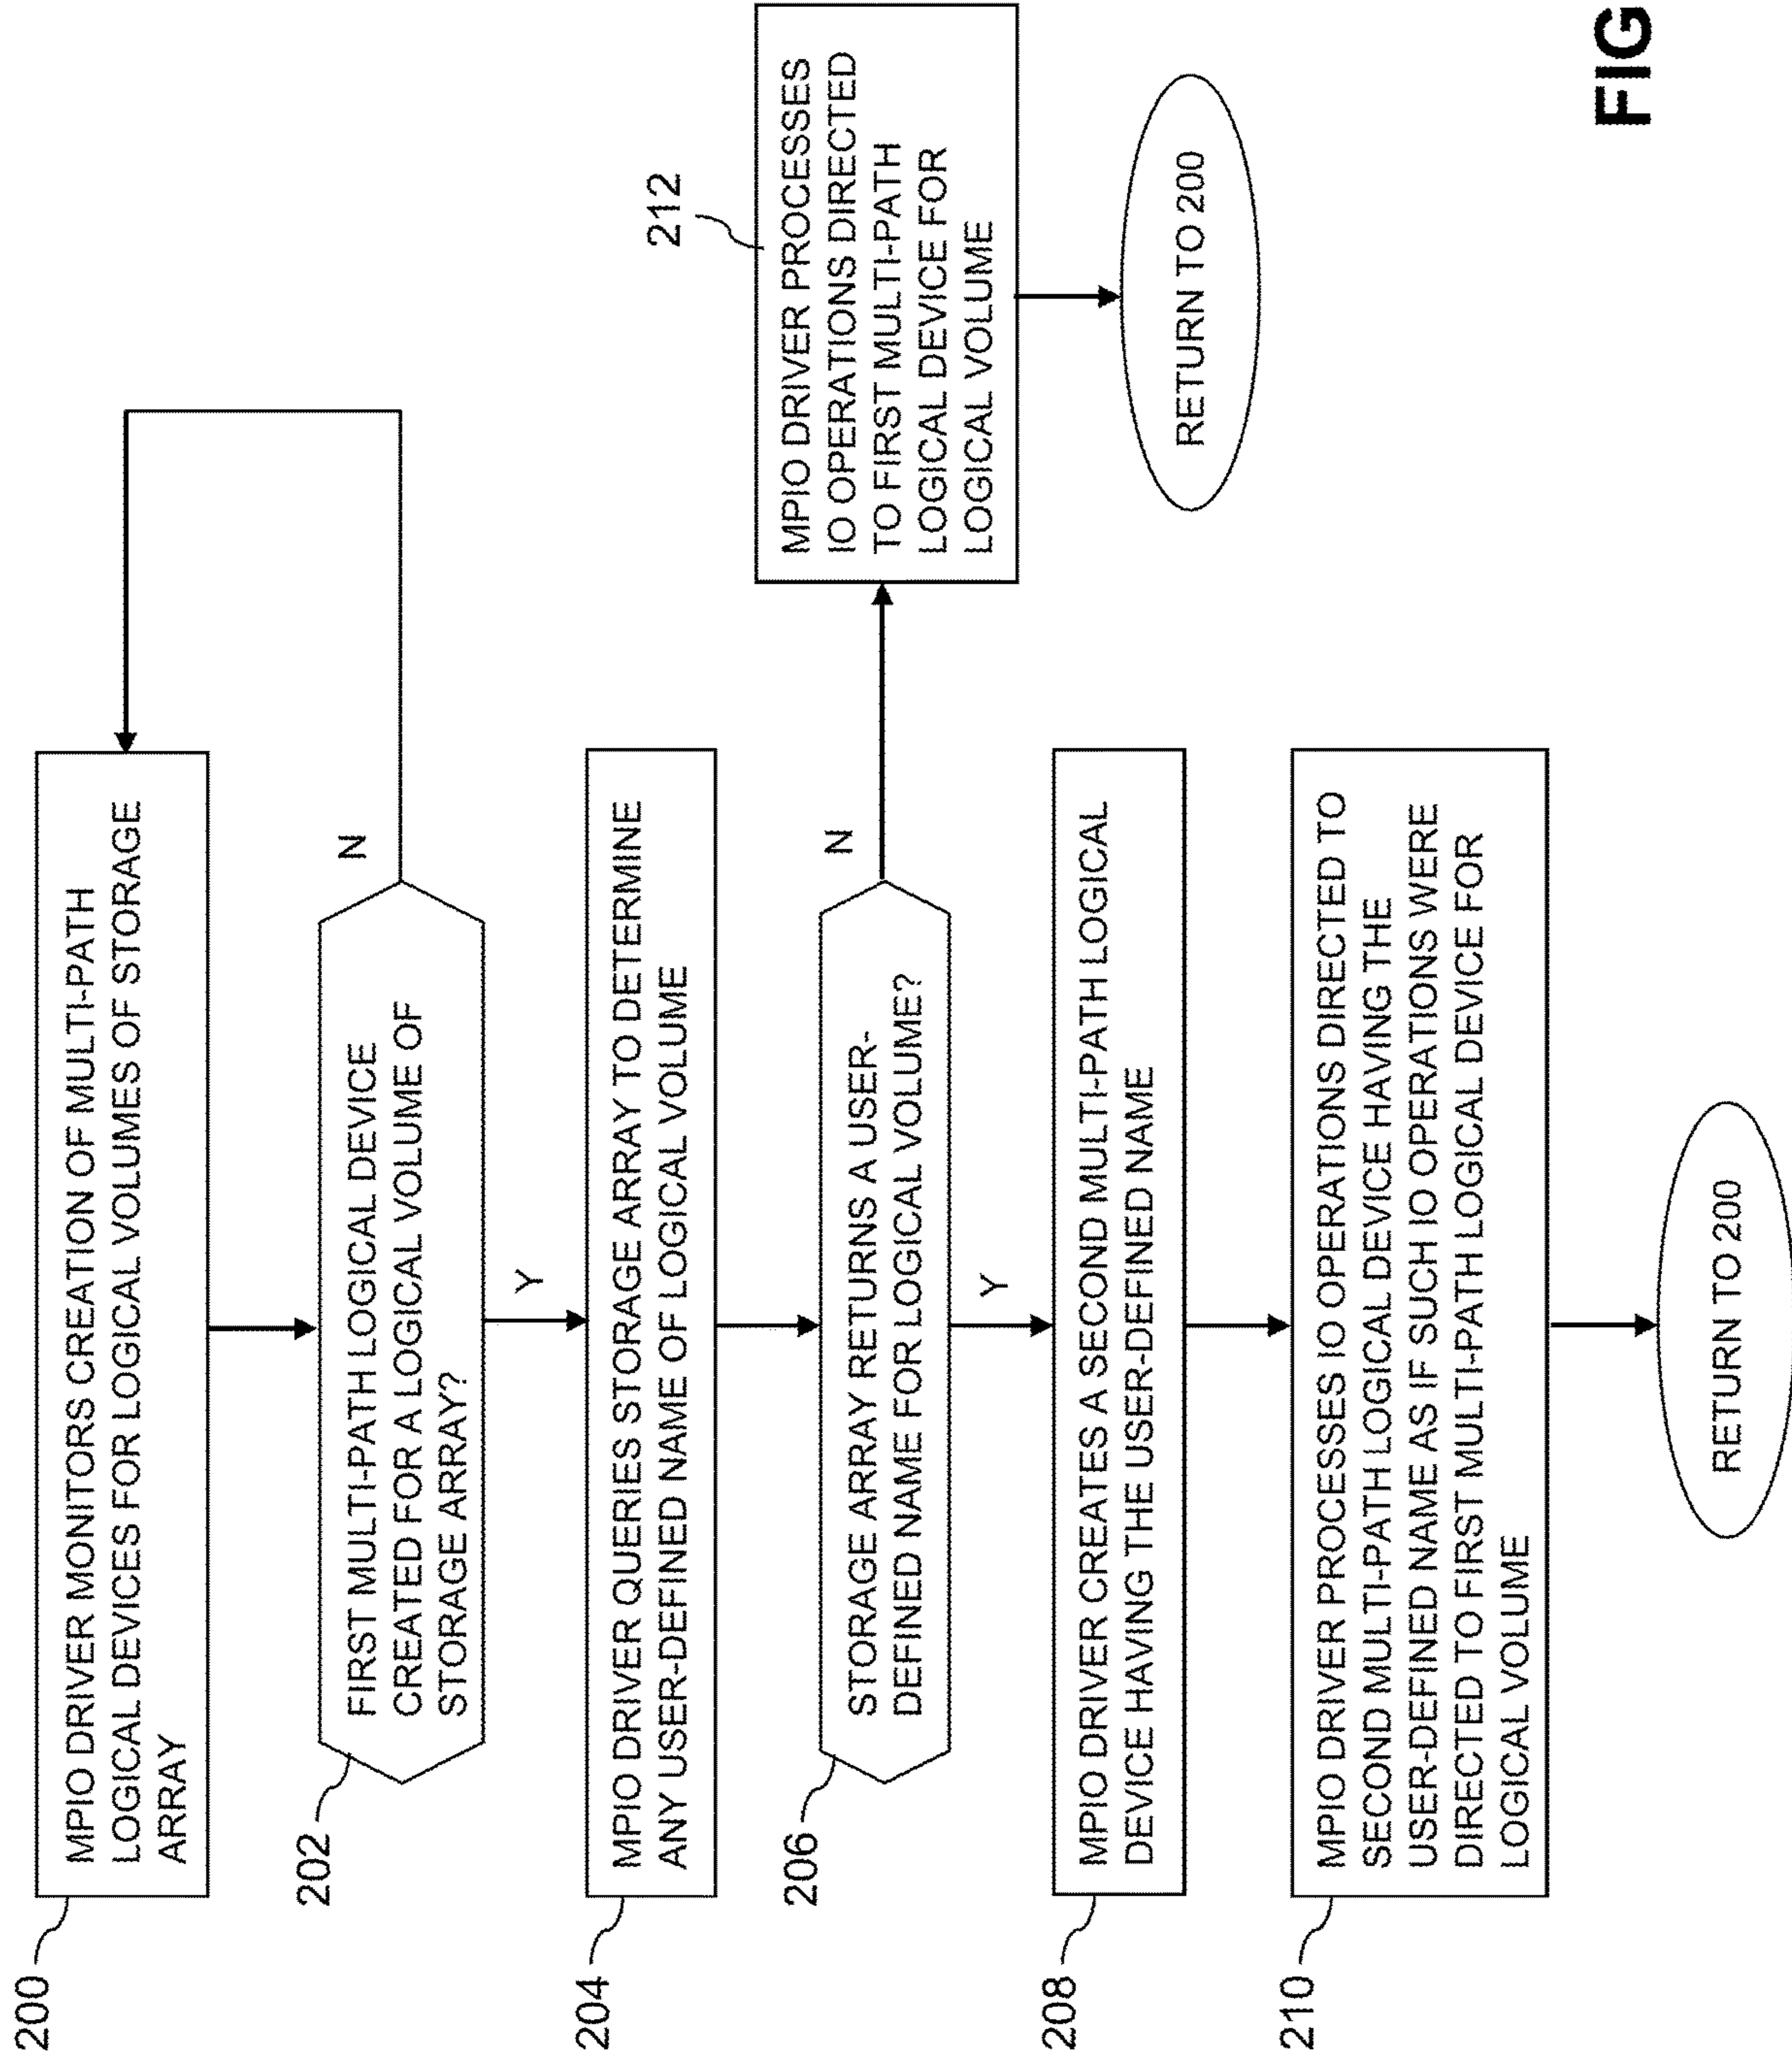 200
MPIO DRIVER MONITORS CREATION OF MULTI-PATH
LOGICAL DEVICES FOR LOGICAL VOLUMES OF STORAGE
ARRAY
202
FIRST MULTI-PATH LOGICAL DEVICE
CREATED FOR A LOGICAL VOLUME OF
STORAGE ARRAY?
N
Y
204
MPIO DRIVER QUERIES STORAGE ARRAY TO DETERMINE
ANY USER-DEFINED NAME OF LOGICAL VOLUME
206
STORAGE ARRAY RETURNS A USER-
DEFINED NAME FOR LOGICAL VOLUME?
N
Y
212
MPIO DRIVER PROCESSES
IO OPERATIONS DIRECTED
TO FIRST MULTI-PATH
LOGICAL DEVICE FOR
LOGICAL VOLUME
RETURN TO 200
208
MPIO DRIVER CREATES A SECOND MULTI-PATH LOGICAL
DEVICE HAVING THE USER-DEFINED NAME
210
MPIO DRIVER PROCESSES IO OPERATIONS DIRECTED TO
SECOND MULTI-PATH LOGICAL DEVICE HAVING THE
USER-DEFINED NAME AS IF SUCH IO OPERATIONS WERE
DIRECTED TO FIRST MULTI-PATH LOGICAL DEVICE FOR
LOGICAL VOLUME
RETURN TO 200
FIG